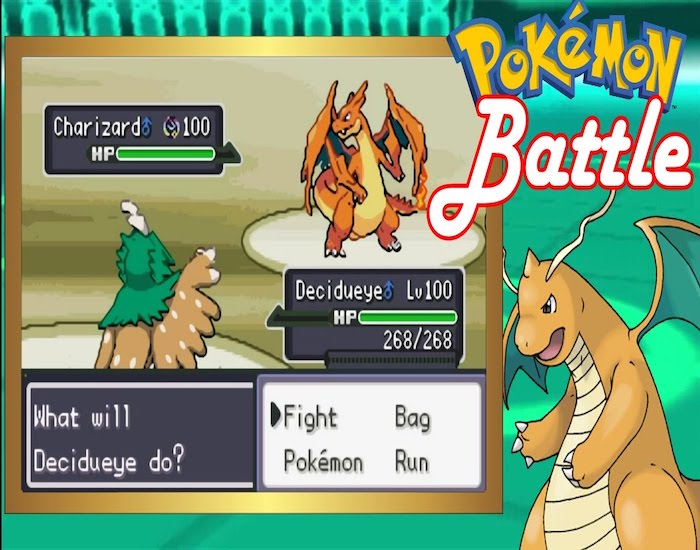 POKéMON
Battle
Charizard♂ 100
HP
Decidueye♂ Lv100
HP
268/268
What will
Decidueye do?
Fight Bag
Pokémon Run